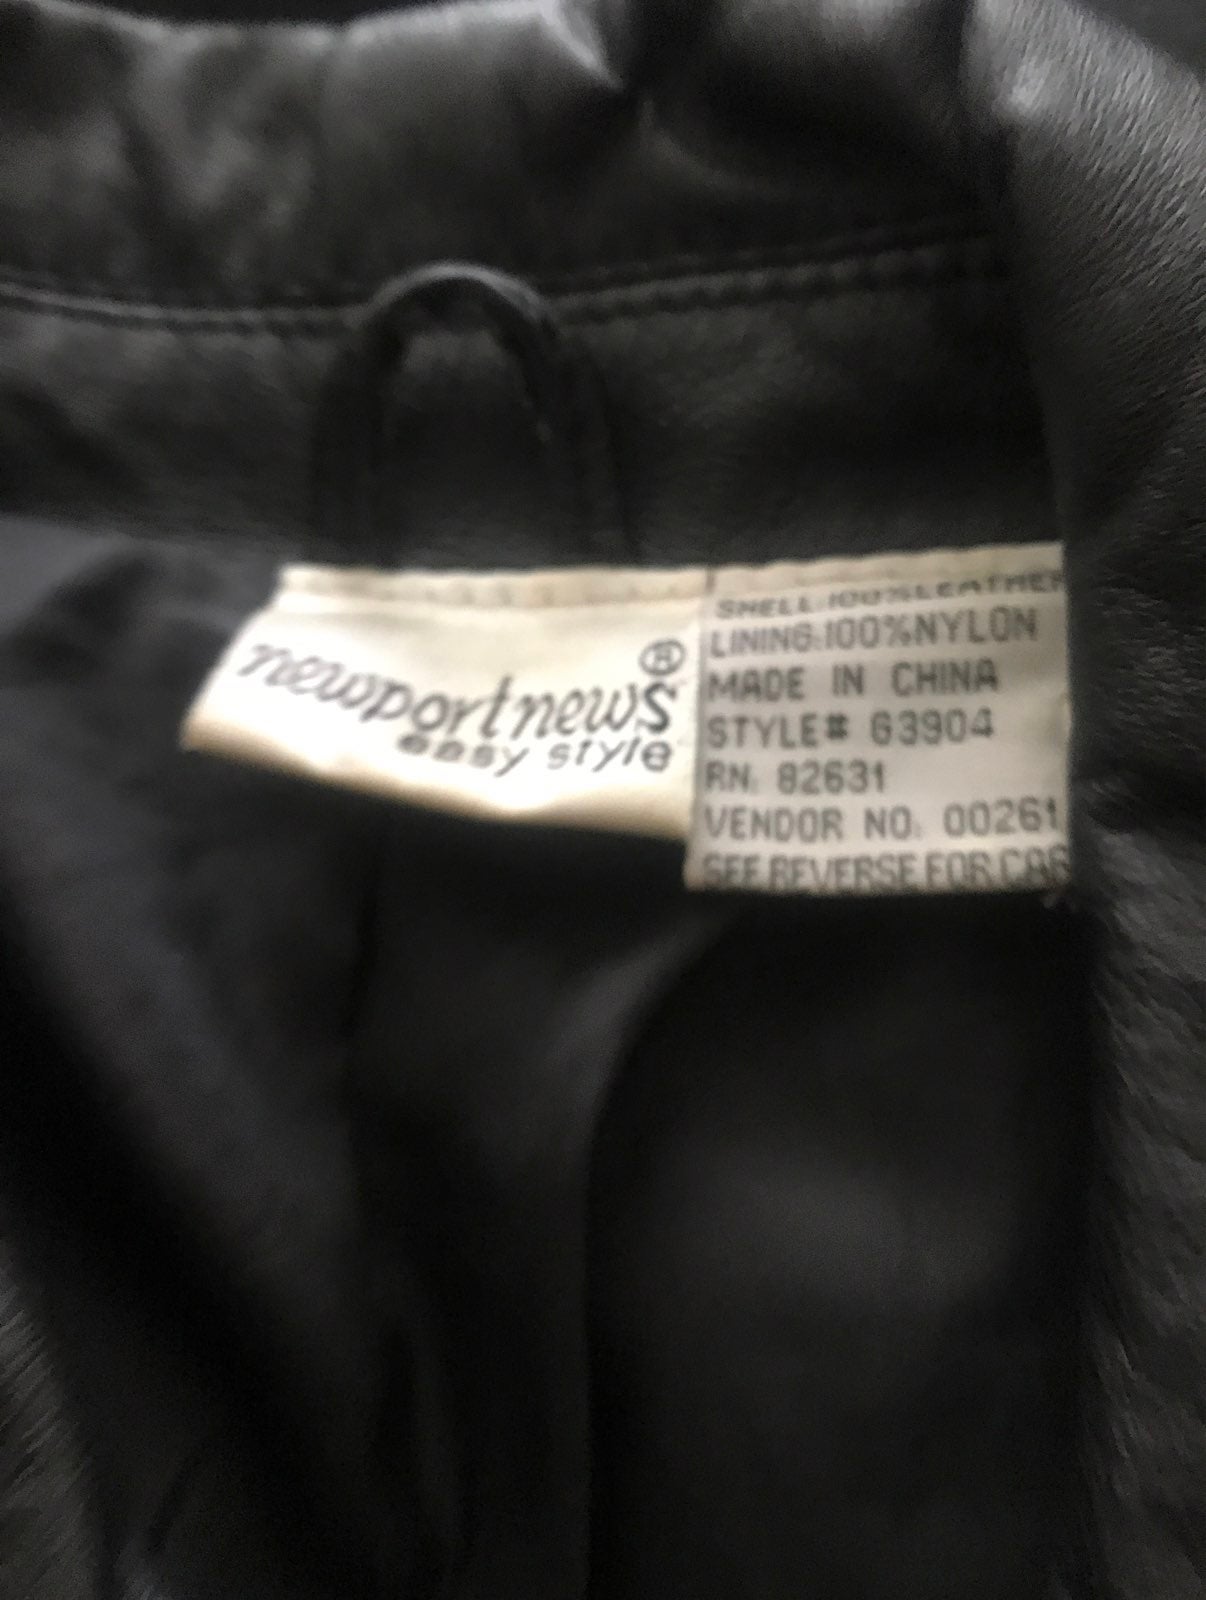 newportnews®
easy style
SHELL:100%LEATHER
LINING:100%NYLON
MADE IN CHINA
STYLE# 63904
RN: 82631
VENDOR NO: 00261
SEE REVERSE FOR CAR